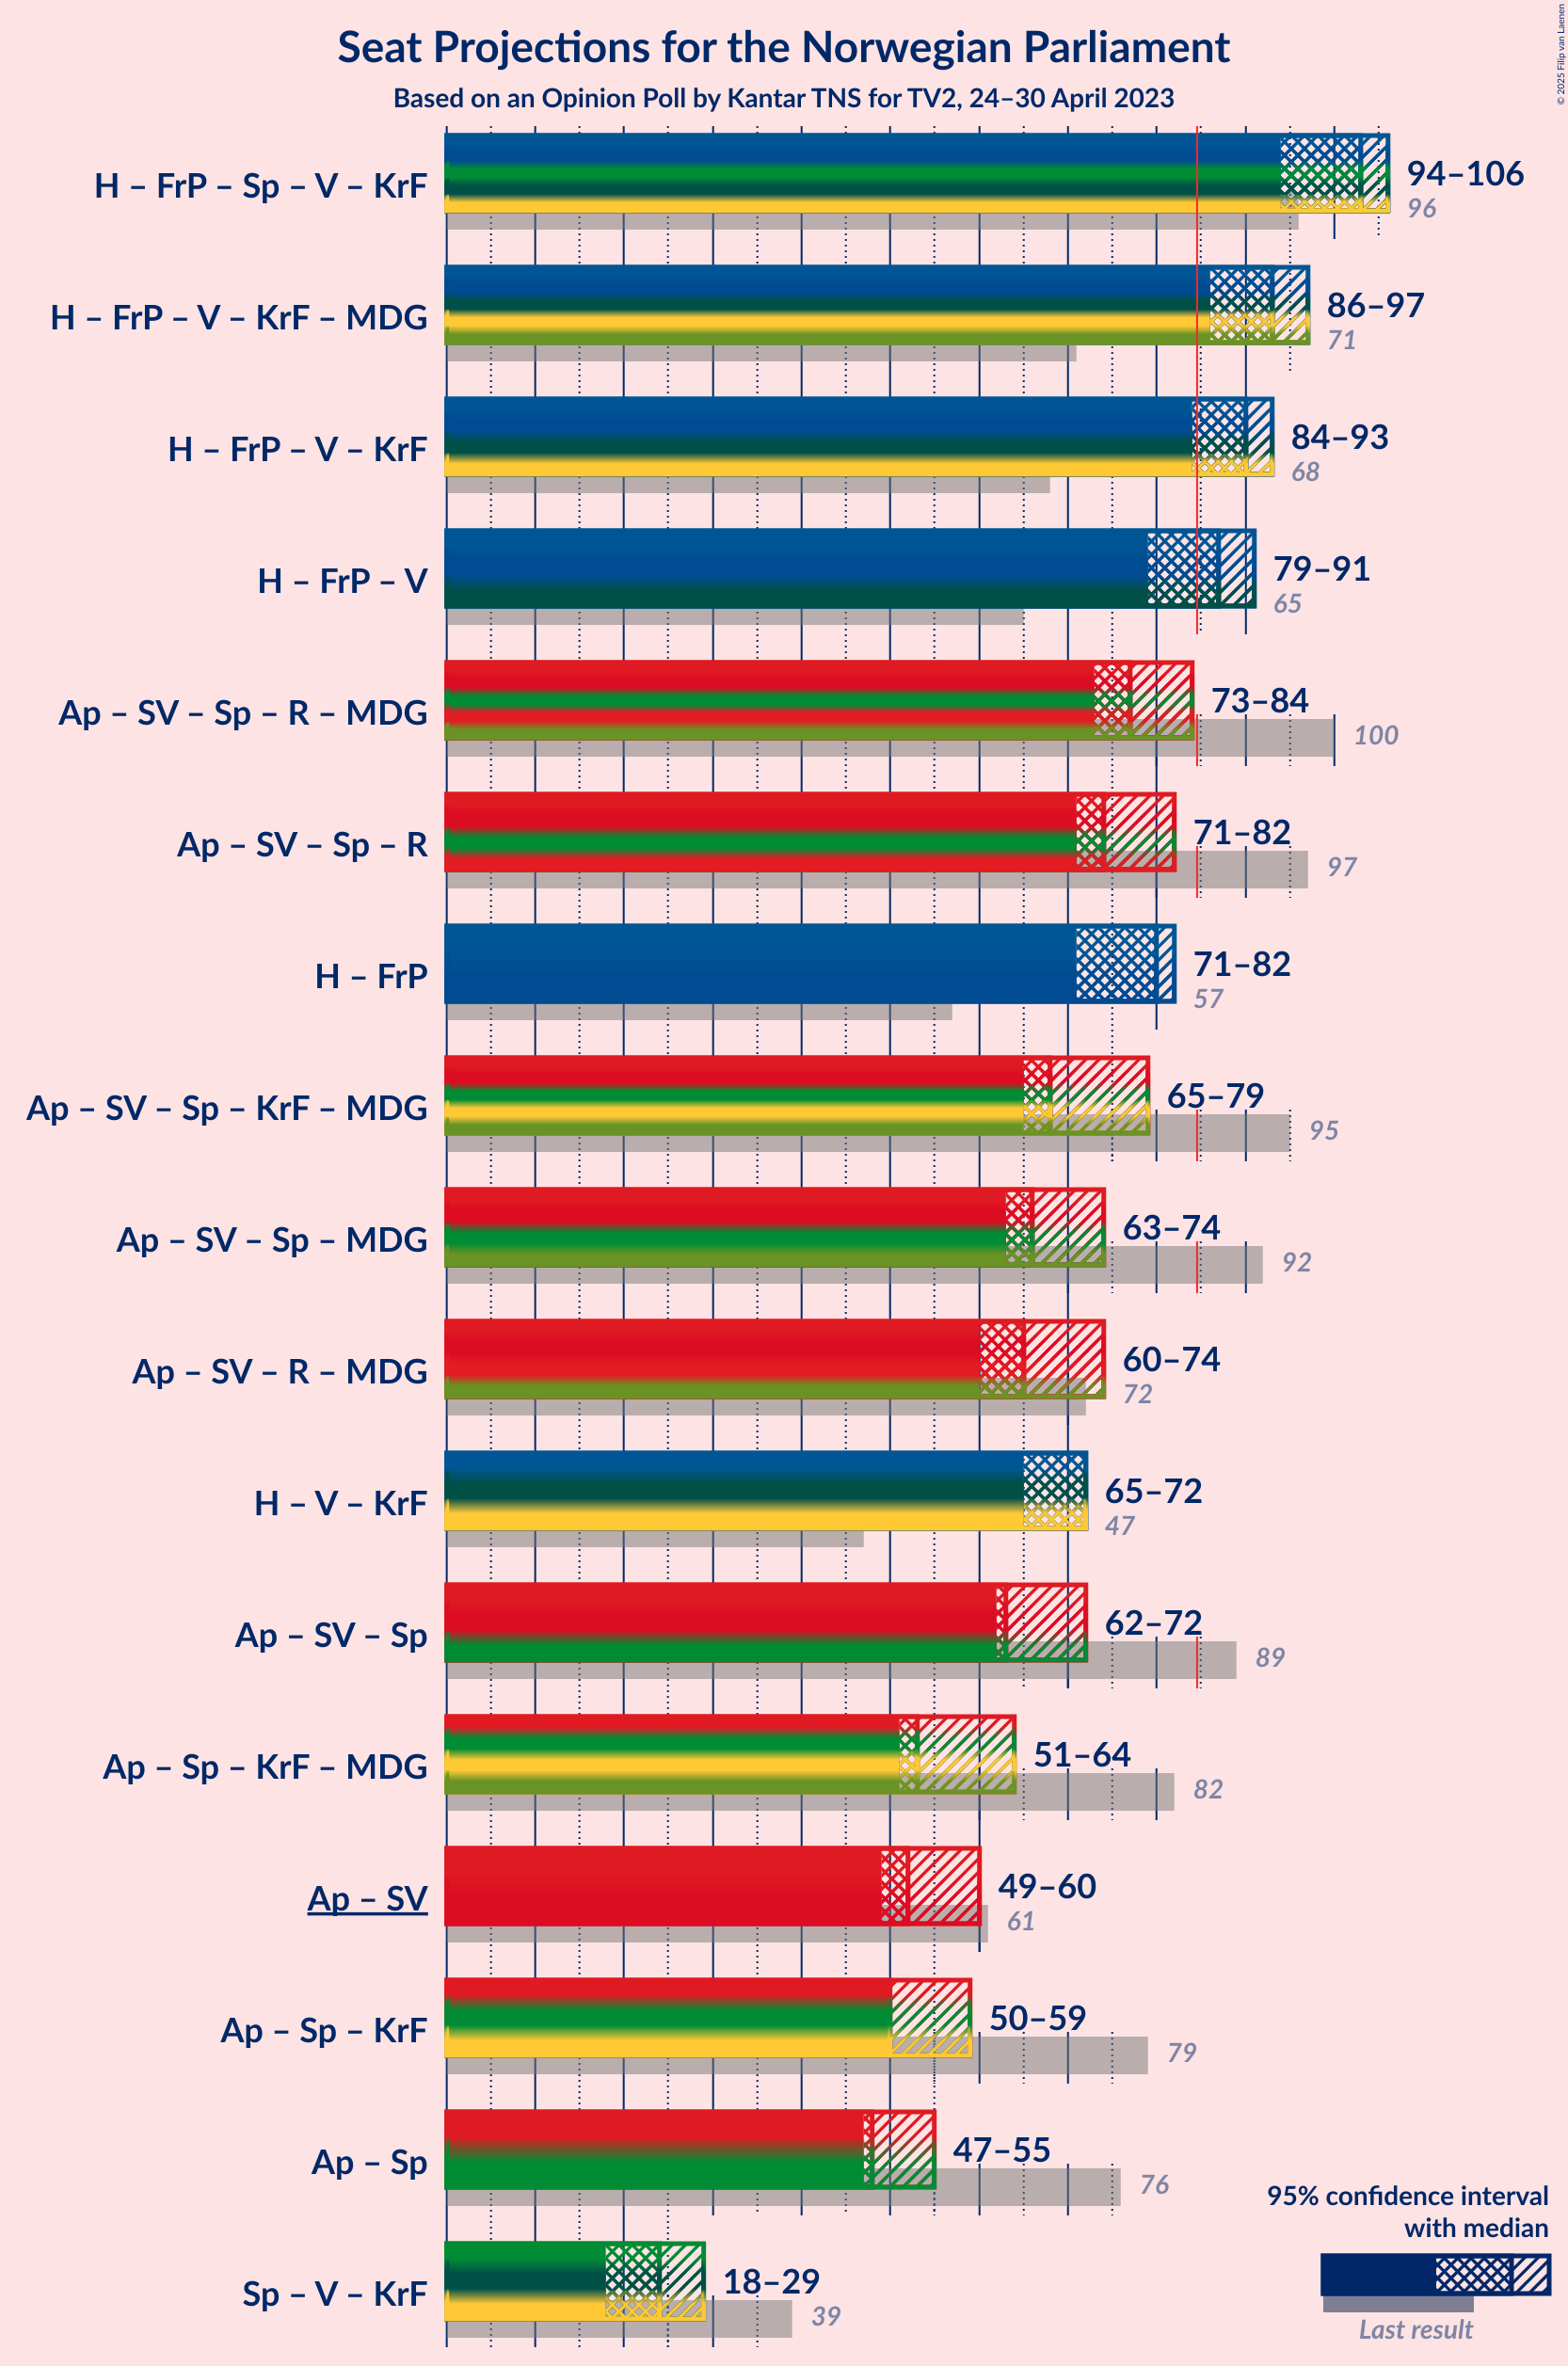 Seat Projections for the Norwegian Parliament
Based on an Opinion Poll by Kantar TNS for TV2, 24–30 April 2023
© 2025 Filip van Laenen
H – FrP – Sp – V – KrF
94–106
96
H – FrP – V – KrF – MDG
86–97
71
H – FrP – V – KrF
84–93
68
H – FrP – V
79–91
65
Ap – SV – Sp – R – MDG
73–84
100
Ap – SV – Sp – R
71–82
97
H – FrP
71–82
57
Ap – SV – Sp – KrF – MDG
65–79
95
Ap – SV – Sp – MDG
63–74
92
Ap – SV – R – MDG
60–74
72
H – V – KrF
65–72
47
Ap – SV – Sp
62–72
89
Ap – Sp – KrF – MDG
51–64
82
Ap – SV
49–60
61
Ap – Sp – KrF
50–59
79
Ap – Sp
47–55
76
Sp – V – KrF
18–29
39
95% confidence interval
with median
Last result